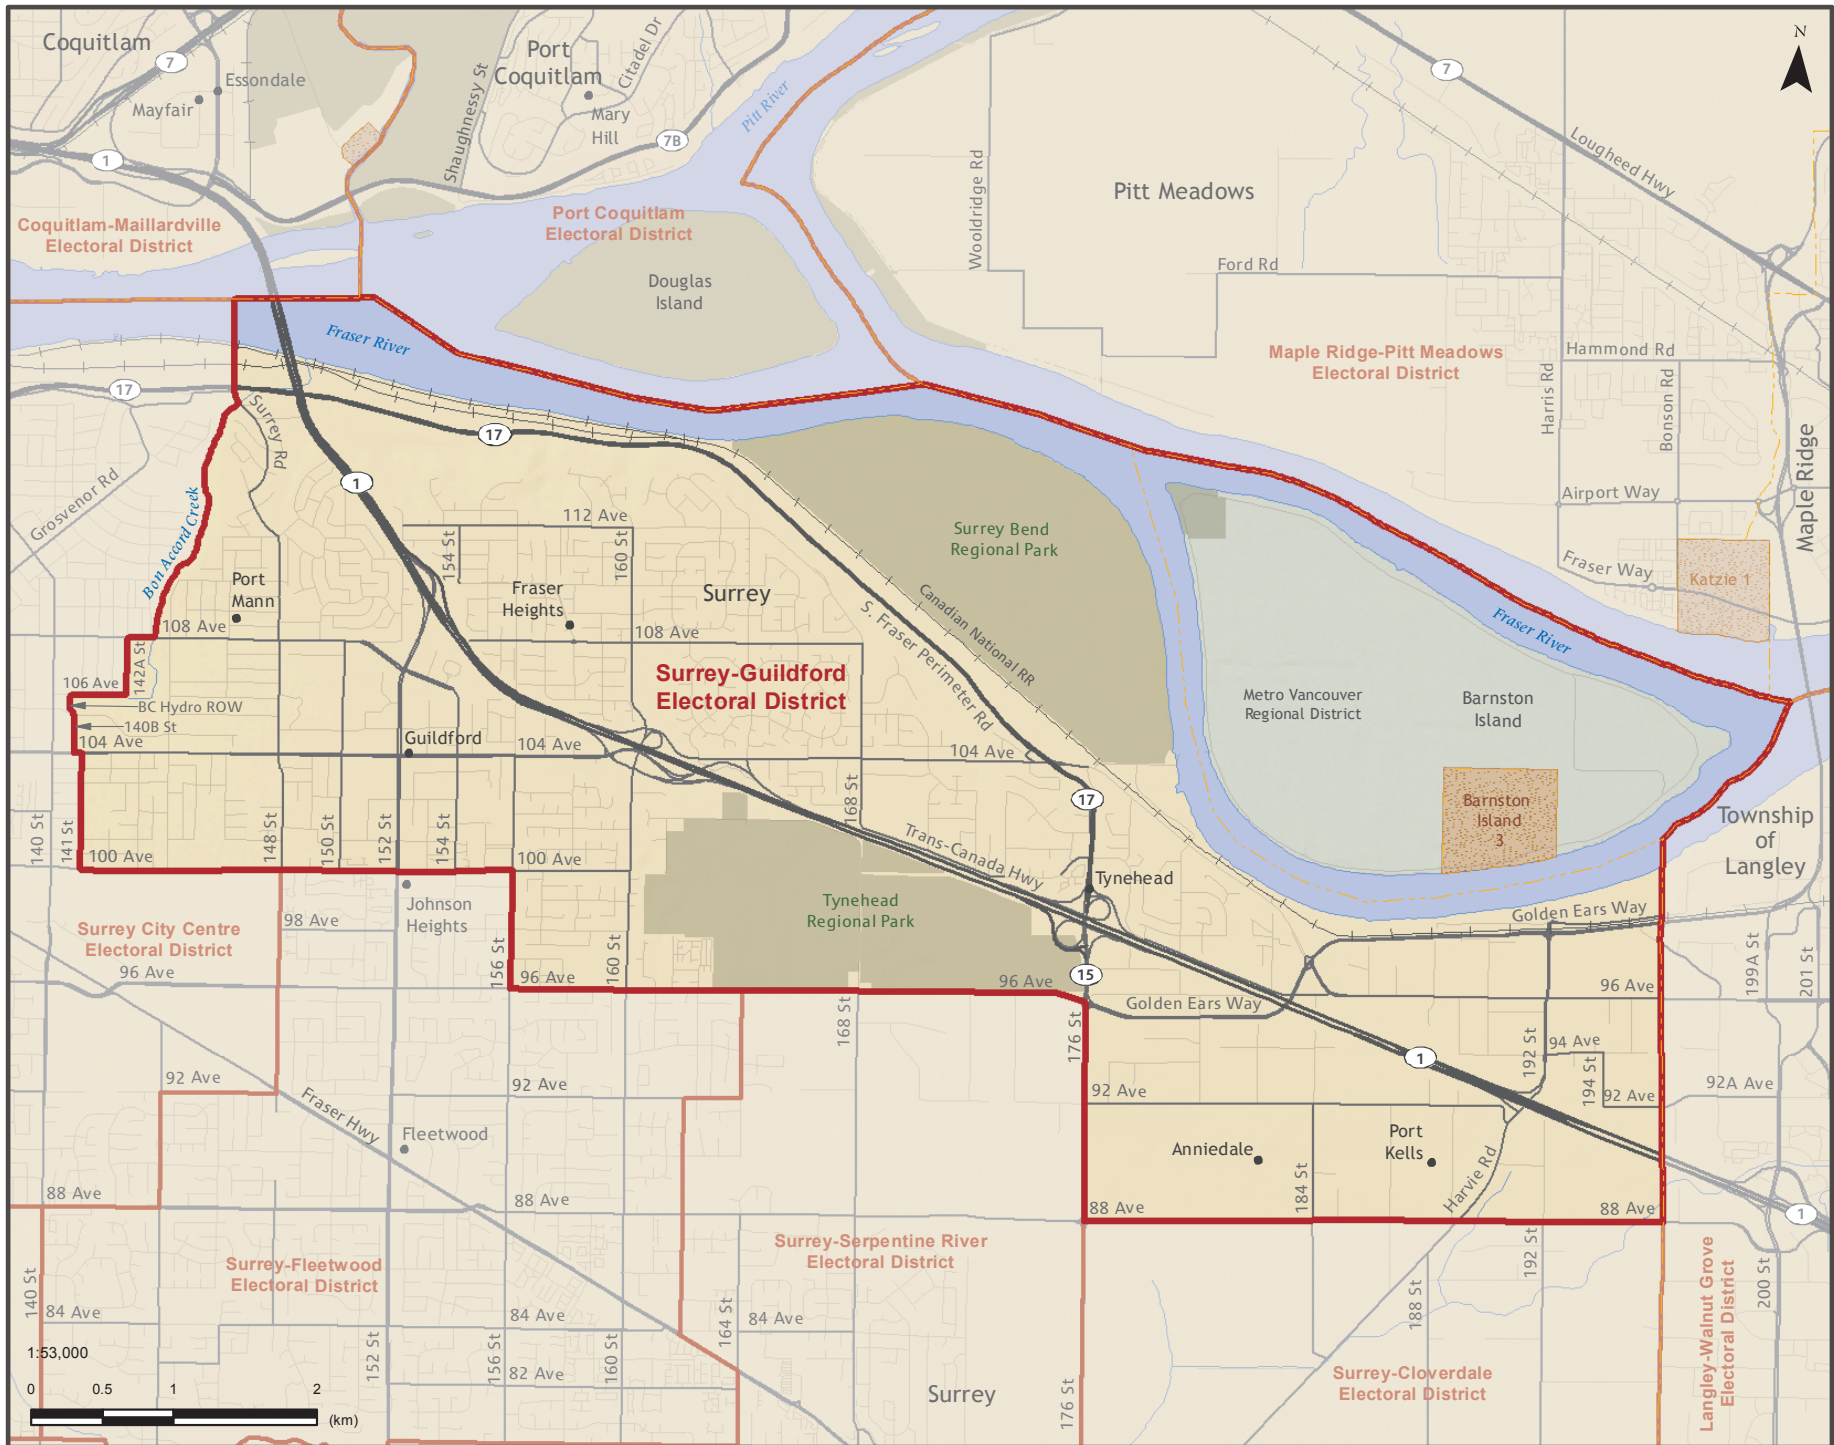 Coquitlam
7
Essondale
Mayfair
1
Port
Coquitlam
Citadel Dr
Shaughnessy St
Mary
Hill
7B
Pitt River
7
Lougheed Hwy
N
Wooldridge Rd
Pitt Meadows
Coquitlam-Maillardville
Electoral District
Port Coquitlam
Electoral District
Douglas
Island
Ford Rd
Fraser River
Maple Ridge-Pitt Meadows
Electoral District
Hammond Rd
Harris Rd
Bonson Rd
Maple Ridge
17
Surrey Rd
17
1
Grosvenor Rd
Bon Accord Creek
112 Ave
154 St
160 St
Airport Way
Fraser Way
Katzie 1
Surrey Bend
Regional Park
Port
Mann
Fraser
Heights
Surrey
Canadian National RR
S. Fraser Perimeter Rd
108 Ave
108 Ave
142A St
Fraser River
Surrey-Guildford
Electoral District
106 Ave
BC Hydro ROW
140B St
104 Ave
Guildford
104 Ave
104 Ave
Metro Vancouver
Regional District
Barnston
Island
Barnston
Island
3
17
168 St
140 St
141 St
148 St
150 St
152 St
154 St
100 Ave
100 Ave
Trans-Canada Hwy
Tynehead
Township
of
Langley
Johnson
Heights
Tynehead
Regional Park
Golden Ears Way
98 Ave
Surrey City Centre
Electoral District
96 Ave
156 St
160 St
96 Ave
96 Ave
15
96 Ave
199A St
201 St
Golden Ears Way
168 St
176 St
1
192 St
94 Ave
194 St
92 Ave
92 Ave
92 Ave
92 Ave
92A Ave
Fraser Hwy
Fleetwood
Anniedale
Port
Kells
184 St
Harvie Rd
88 Ave
88 Ave
88 Ave
88 Ave
1
Surrey-Serpentine River
Electoral District
Surrey-Fleetwood
Electoral District
192 St
Langley-Walnut Grove
Electoral District
200 St
140 St
84 Ave
84 Ave
164 St
84 Ave
188 St
1:53,000
152 St
156 St
160 St
82 Ave
Surrey
176 St
Surrey-Cloverdale
Electoral District
0 0.5 1 2
(km)